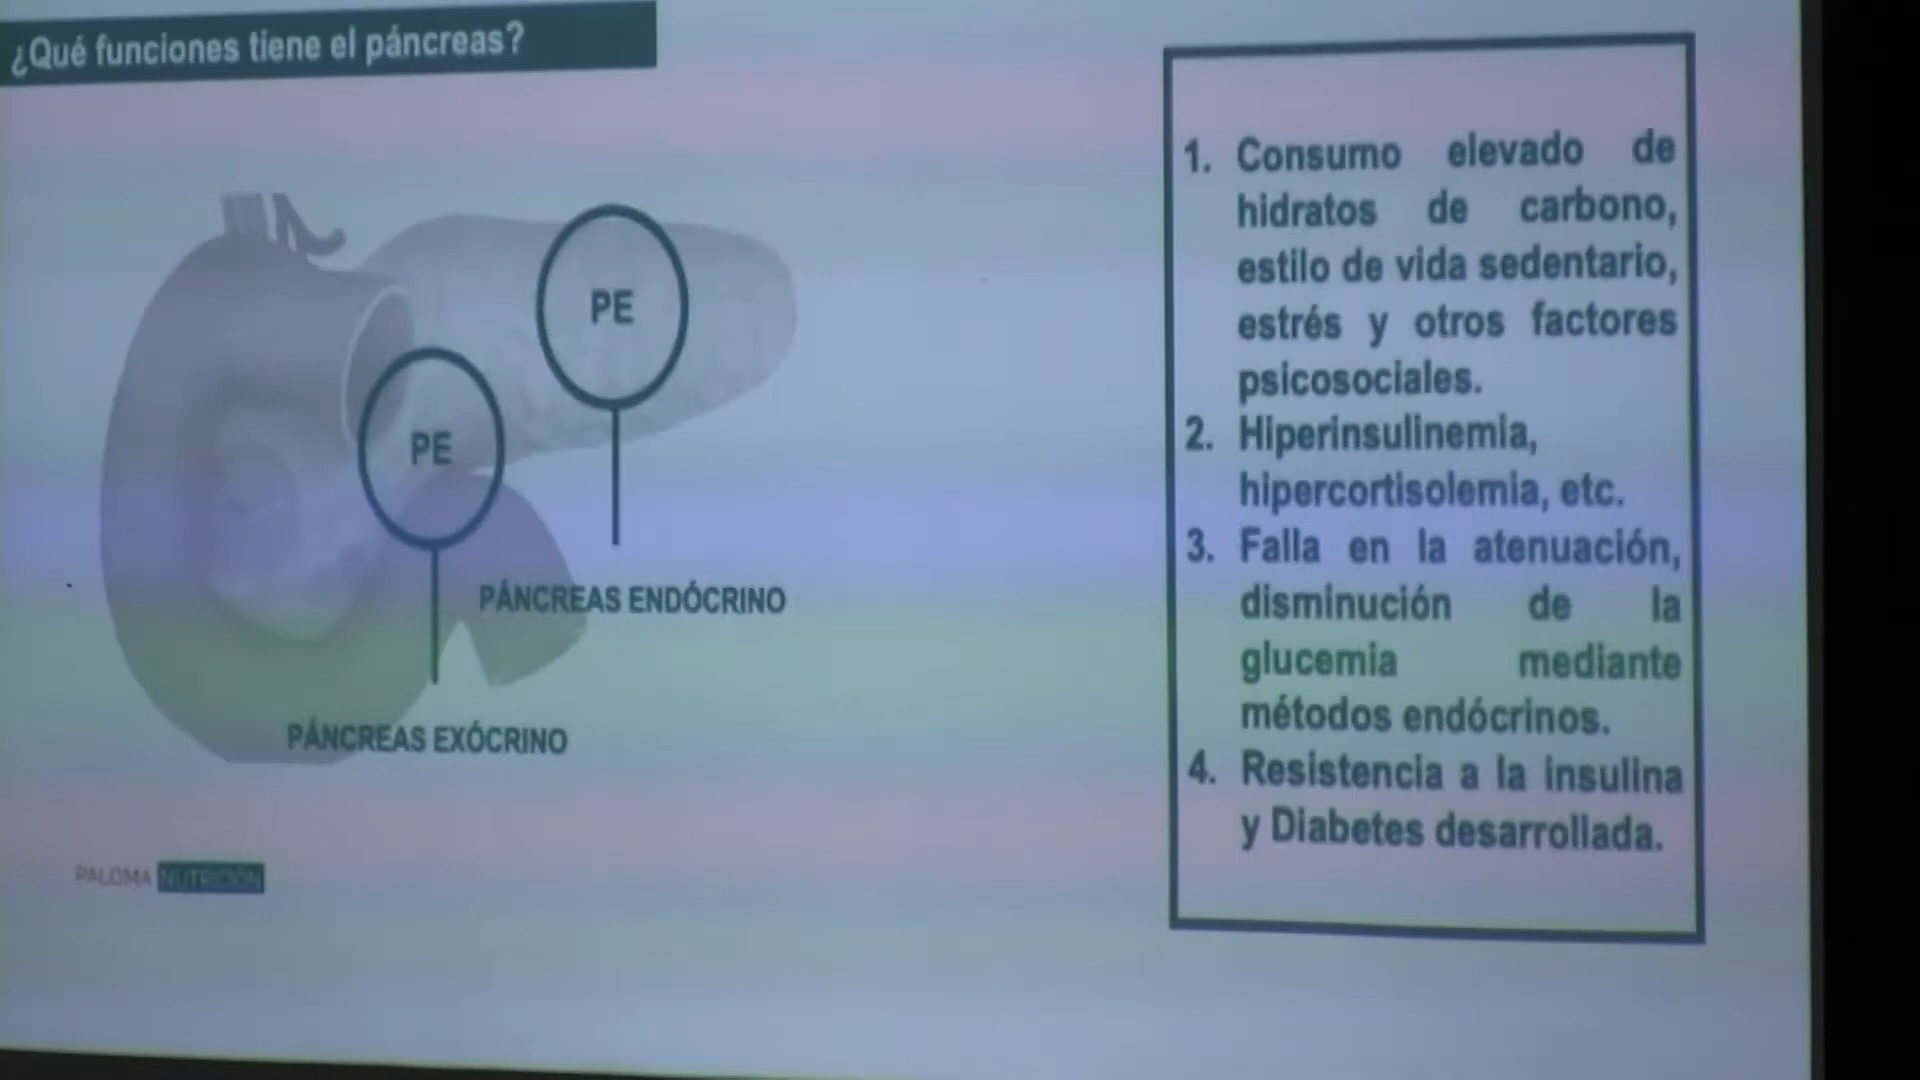 ¿Qué funciones tiene el páncreas?
PE
PE
PÁNCREAS ENDÓCRINO
PÁNCREAS EXÓCRINO
PALOMA NUTRICIÓN
1. Consumo elevado de
hidratos de carbono,
estilo de vida sedentario,
estrés y otros factores
psicosociales.
2. Hiperinsulinemia,
hipercortisolemia, etc.
3. Falla en la atenuación,
disminución de la
glucemia mediante
métodos endócrinos.
4. Resistencia a la insulina
y Diabetes desarrollada.